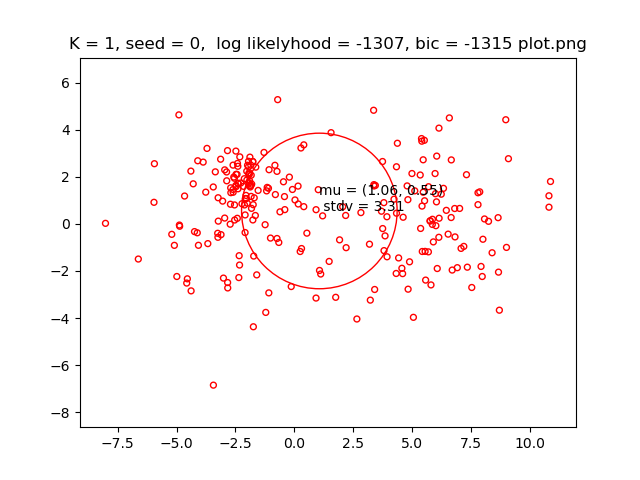 K = 1, seed = 0,  log likelyhood = -1307, bic = -1315 plot.png
6
4
2
mu = (1.06, 0.55)
stdv = 3.31
0
−2
−4
−6
−8
−7.5 −5.0 −2.5 0.0 2.5 5.0 7.5 10.0